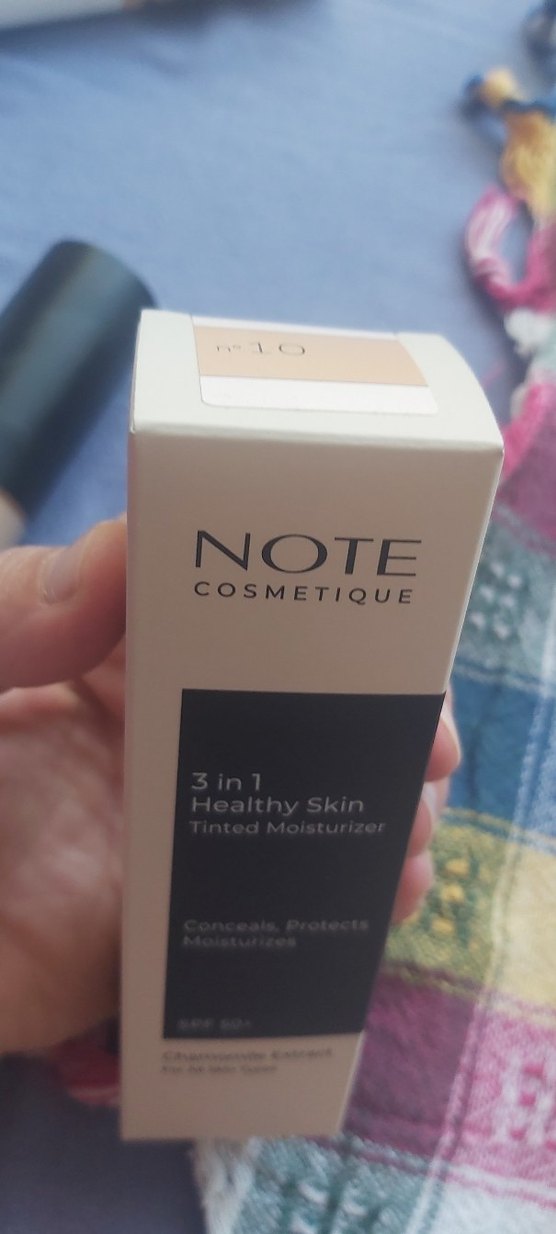 nº 10
NOTE
COSMETIQUE
3 in 1
Healthy Skin
Tinted Moisturizer
Conceals, Protects
Moisturizes
SPF 50+
Chamomile Extract
For All Skin Types